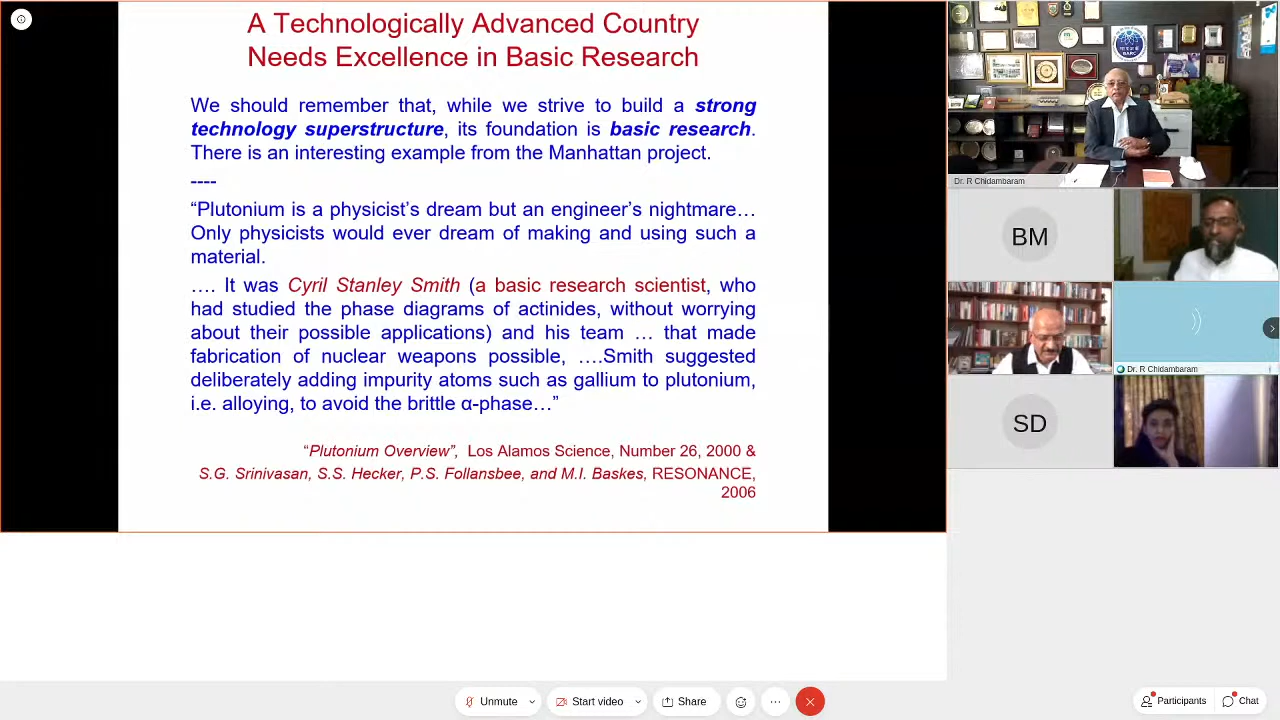 A Technologically Advanced Country
Needs Excellence in Basic Research
We should remember that, while we strive to build a strong
technology superstructure, its foundation is basic research.
There is an interesting example from the Manhattan project.
----
“Plutonium is a physicist’s dream but an engineer’s nightmare…
Only physicists would ever dream of making and using such a
material.
…. It was Cyril Stanley Smith (a basic research scientist, who
had studied the phase diagrams of actinides, without worrying
about their possible applications) and his team … that made
fabrication of nuclear weapons possible, ….Smith suggested
deliberately adding impurity atoms such as gallium to plutonium,
i.e. alloying, to avoid the brittle α-phase…”
“Plutonium Overview”, Los Alamos Science, Number 26, 2000 &
S.G. Srinivasan, S.S. Hecker, P.S. Follansbee, and M.I. Baskes, RESONANCE,
2006
Dr. R Chidambaram
BM
Dr. R Chidambaram
SD
Unmute
Start video
Share
Participants
Chat